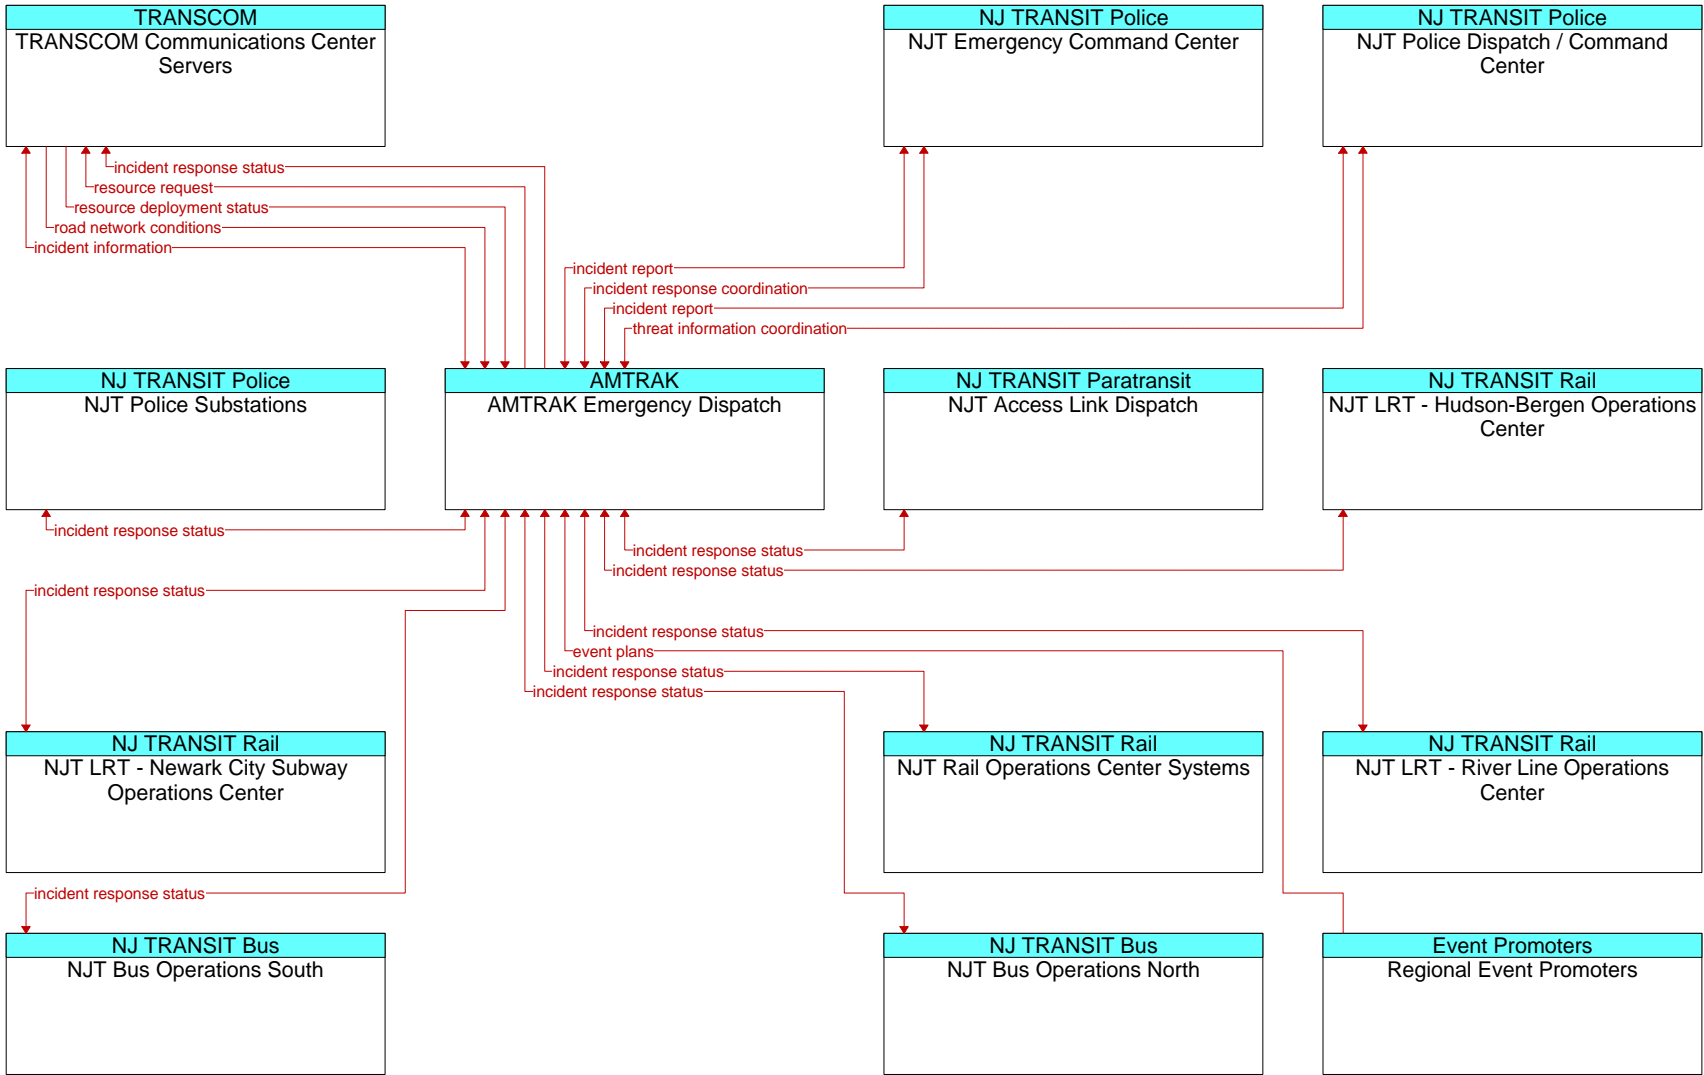 TRANSCOM
TRANSCOM Communications Center
Servers
NJ TRANSIT Police
NJT Emergency Command Center
NJ TRANSIT Police
NJT Police Dispatch / Command
Center
incident response status
resource request
resource deployment status
road network conditions
incident information
incident report
incident response coordination
incident report
threat information coordination
NJ TRANSIT Police
NJT Police Substations
AMTRAK
AMTRAK Emergency Dispatch
NJ TRANSIT Paratransit
NJT Access Link Dispatch
NJ TRANSIT Rail
NJT LRT - Hudson-Bergen Operations
Center
incident response status
incident response status
incident response status
incident response status
incident response status
event plans
incident response status
incident response status
NJ TRANSIT Rail
NJT LRT - Newark City Subway
Operations Center
NJ TRANSIT Rail
NJT Rail Operations Center Systems
NJ TRANSIT Rail
NJT LRT - River Line Operations
Center
incident response status
NJ TRANSIT Bus
NJT Bus Operations South
NJ TRANSIT Bus
NJT Bus Operations North
Event Promoters
Regional Event Promoters